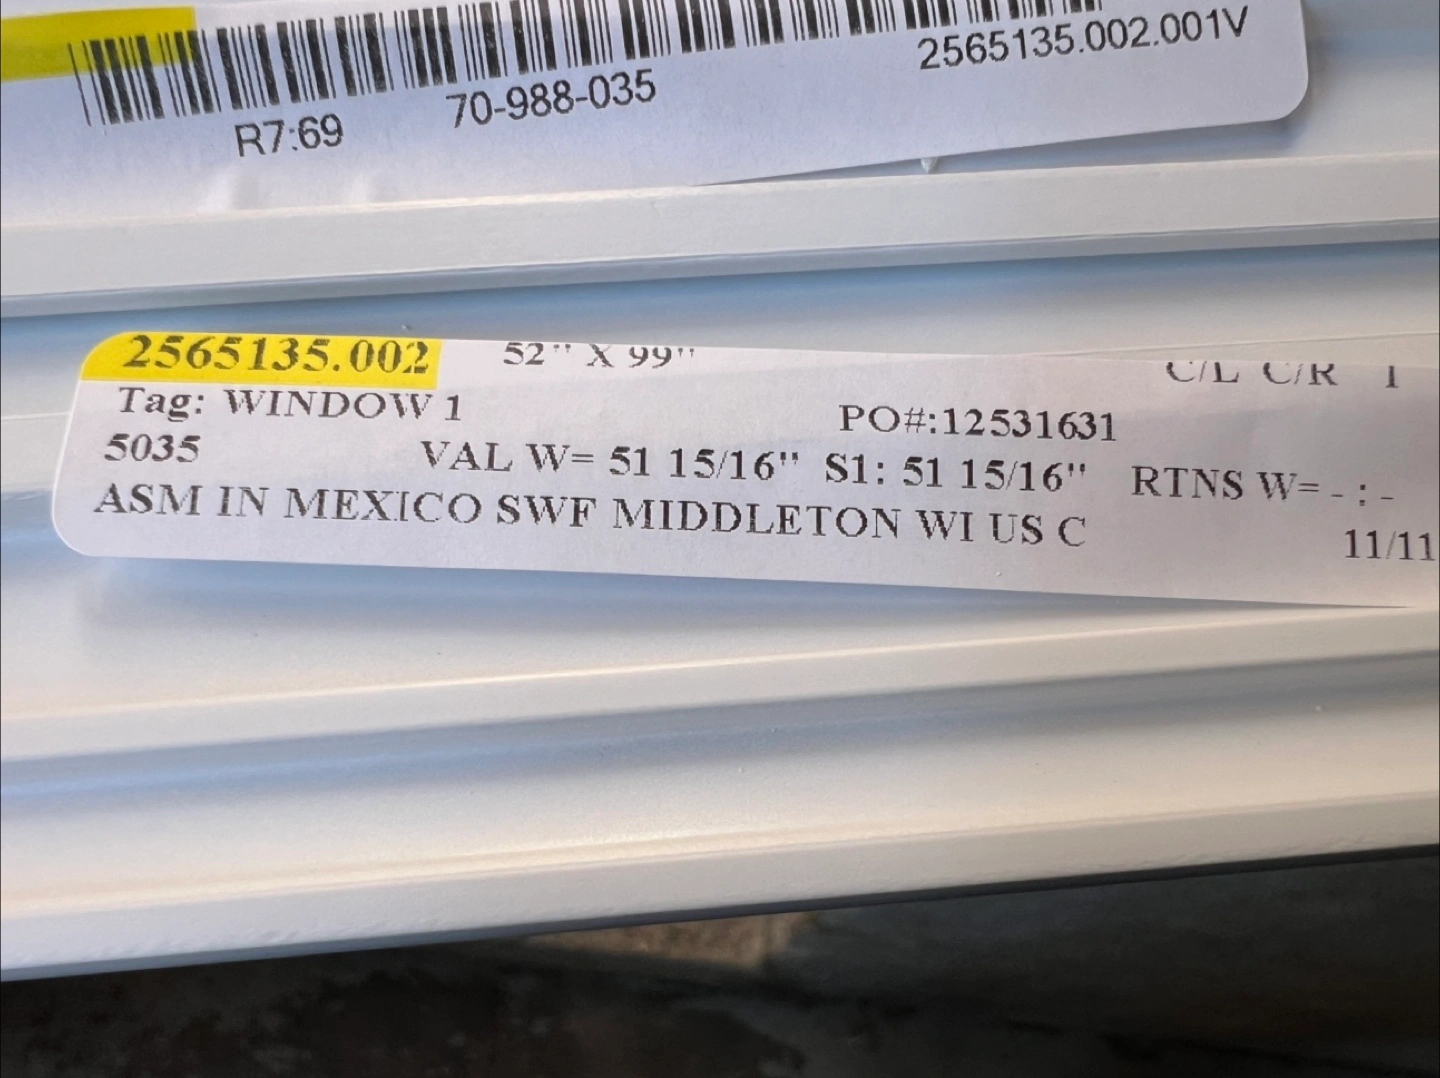 R7:69 70-988-035 2565135.002.001V
2565135.002 52" X 99" C/L C/R 1
Tag: WINDOW 1 PO#:12531631
5035 VAL W= 51 15/16" S1: 51 15/16" RTNS W= - : -
ASM IN MEXICO SWF MIDDLETON WI US C 11/11